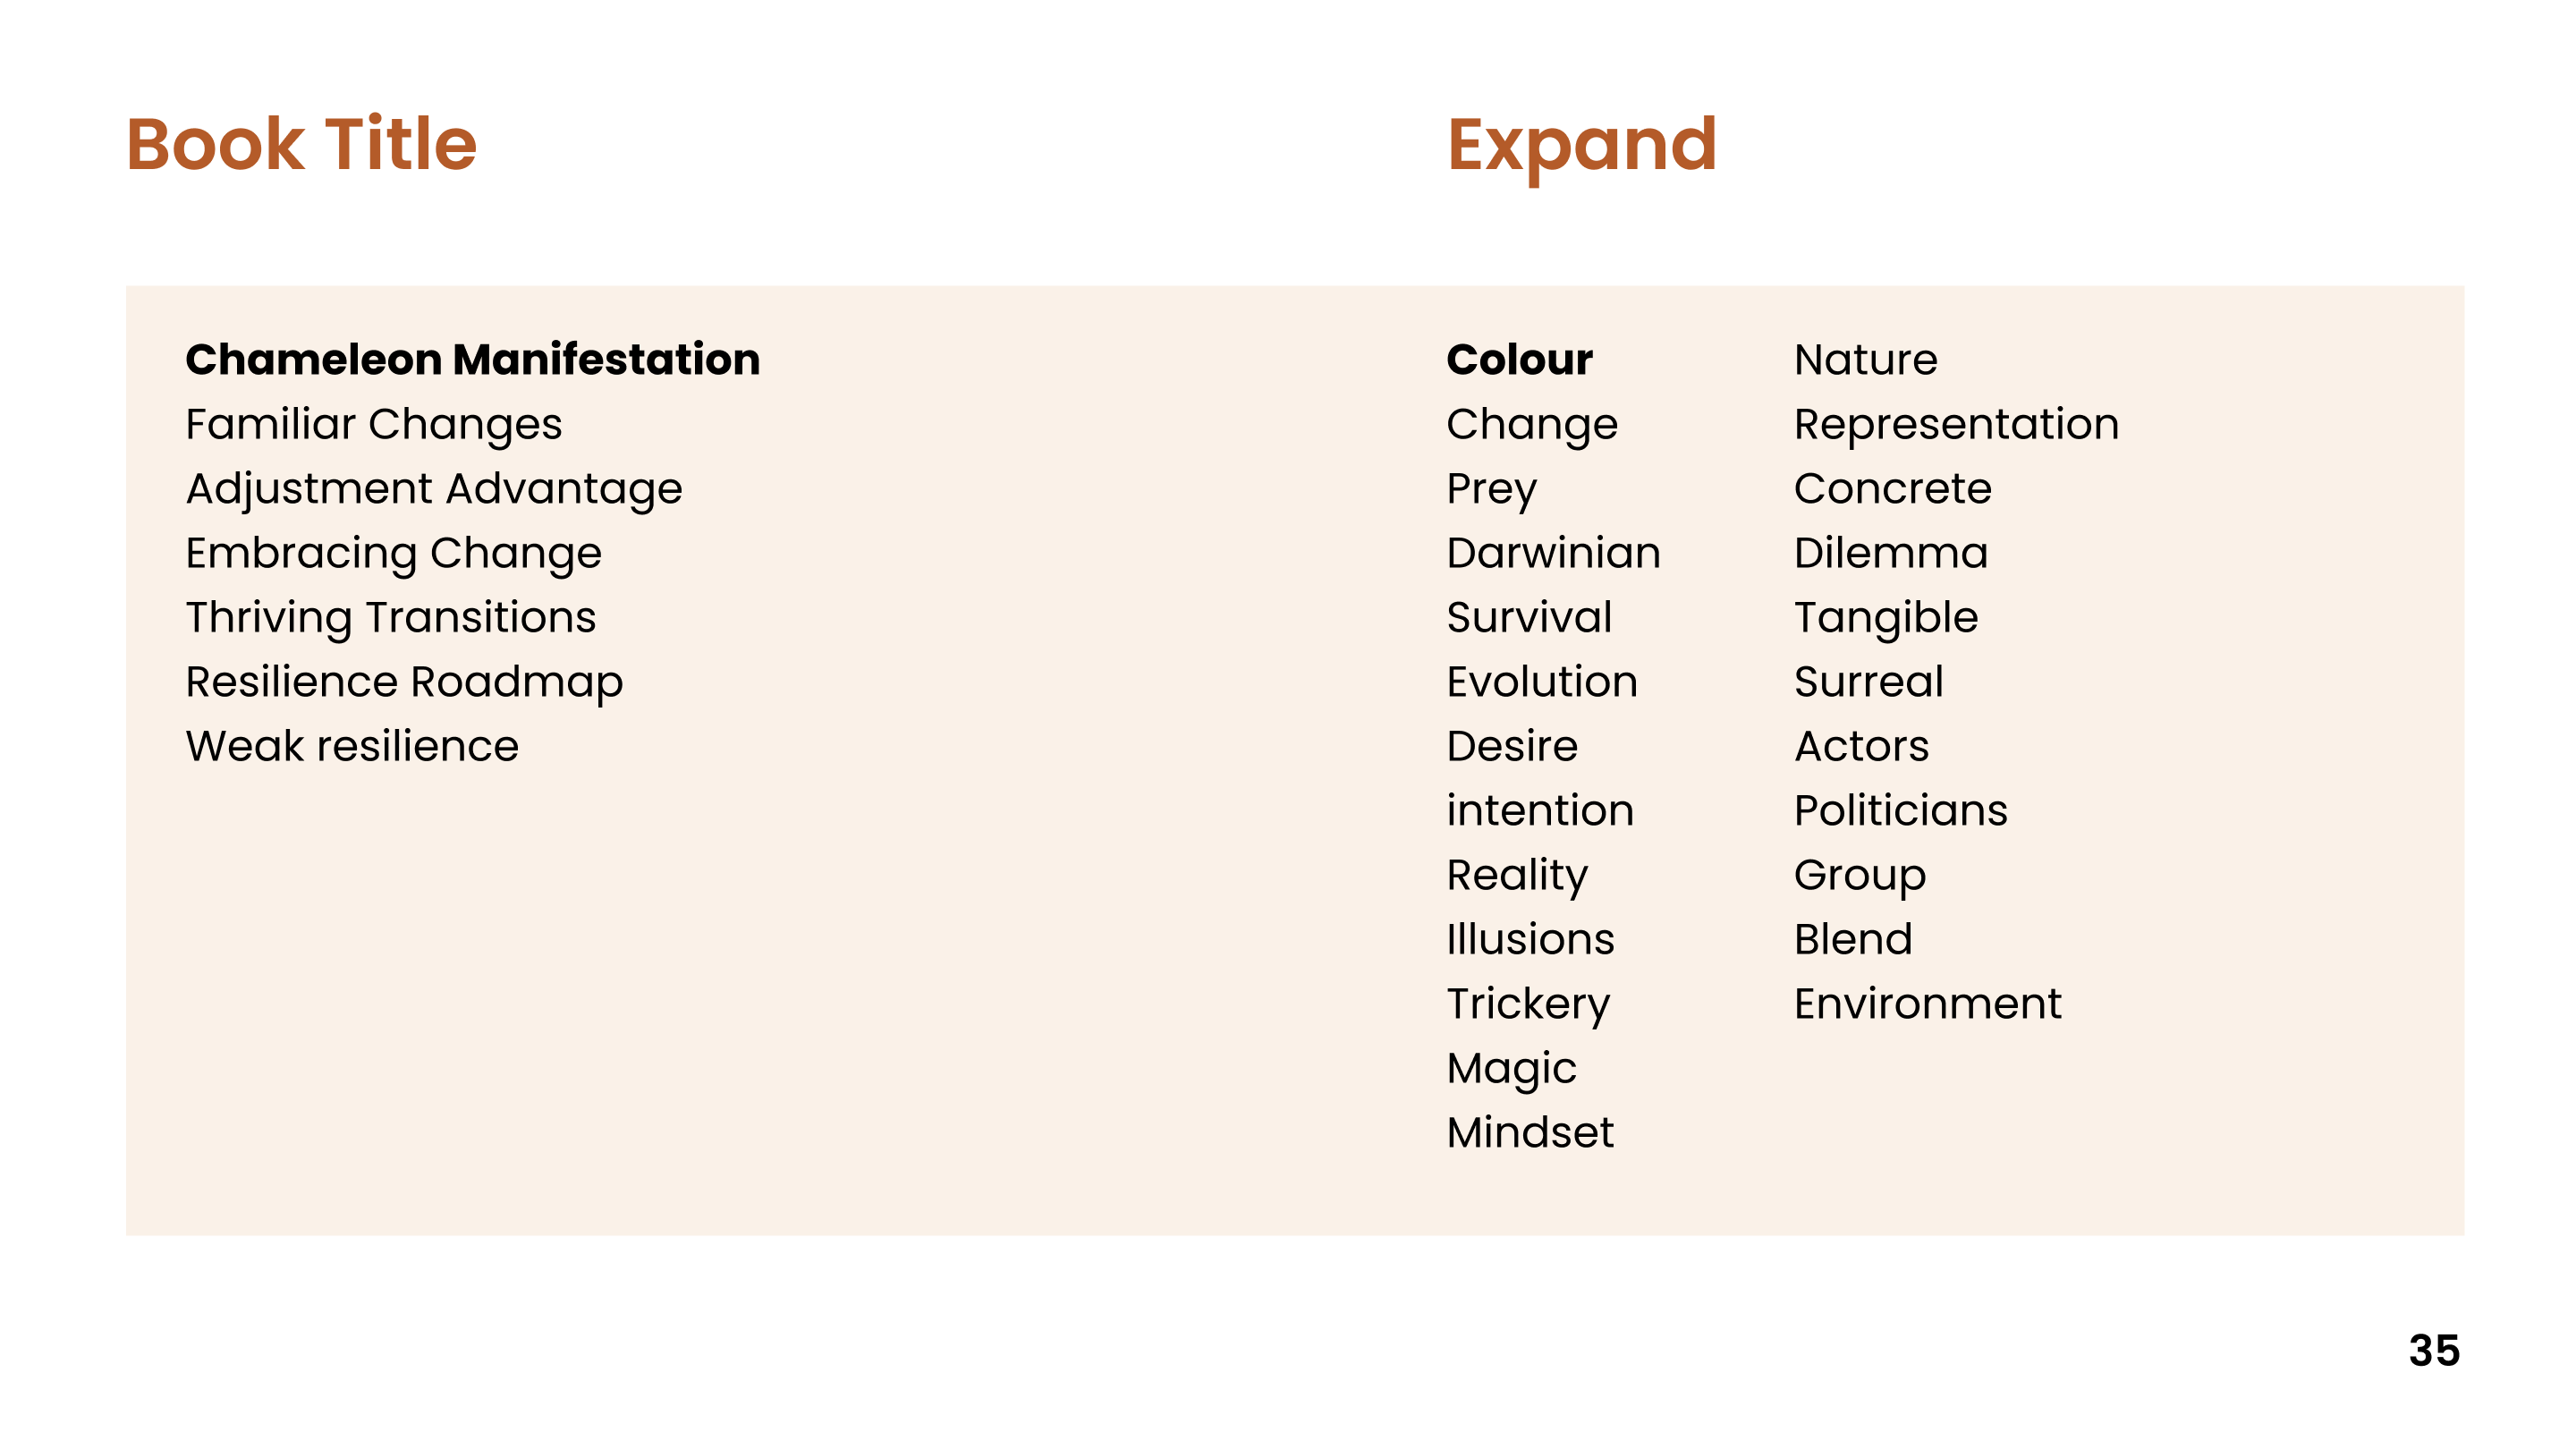 Book Title
Expand
Chameleon Manifestation
Familiar Changes
Adjustment Advantage
Embracing Change
Thriving Transitions
Resilience Roadmap
Weak resilience
Colour
Change
Prey
Darwinian
Survival
Evolution
Desire
intention
Reality
Illusions
Trickery
Magic
Mindset
Nature
Representation
Concrete
Dilemma
Tangible
Surreal
Actors
Politicians
Group
Blend
Environment
35